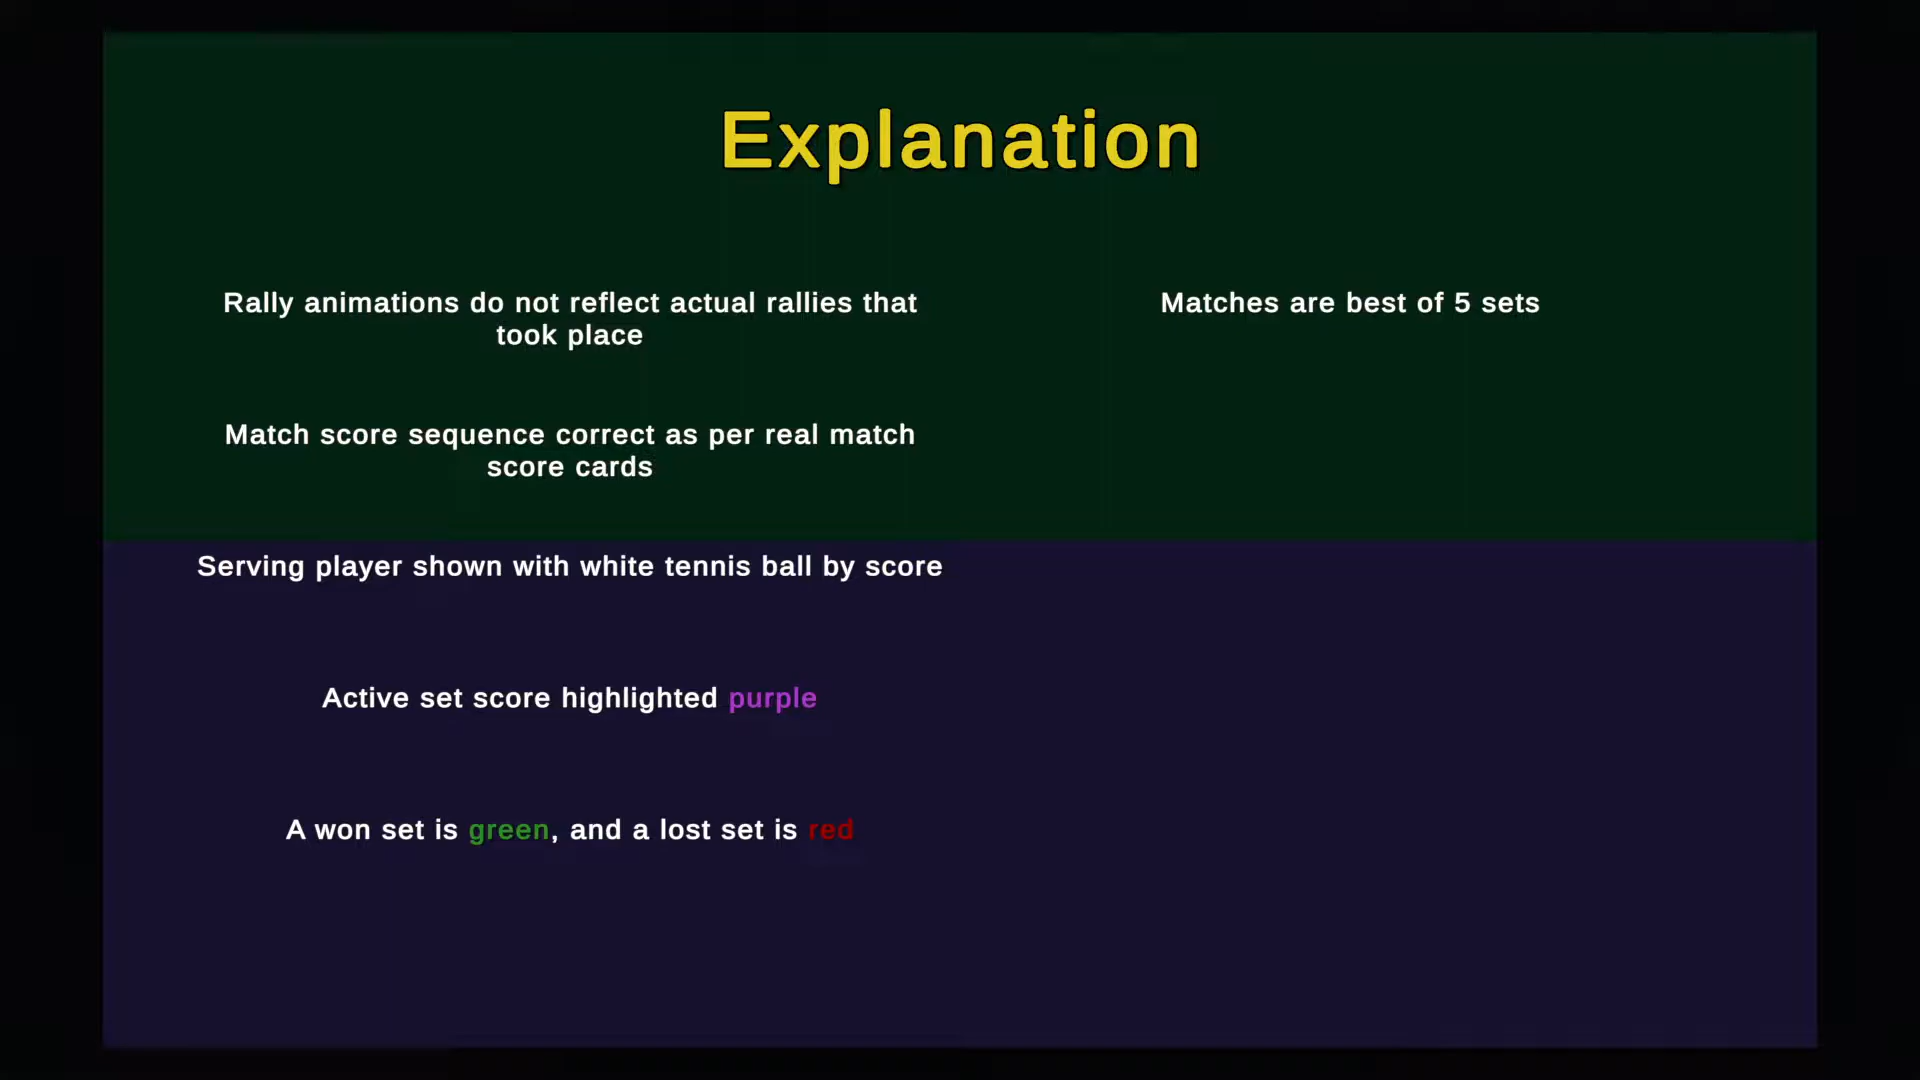 Explanation
Rally animations do not reflect actual rallies that
took place
Match score sequence correct as per real match
score cards
Serving player shown with white tennis ball by score
Active set score highlighted purple
A won set is green, and a lost set is red
Matches are best of 5 sets